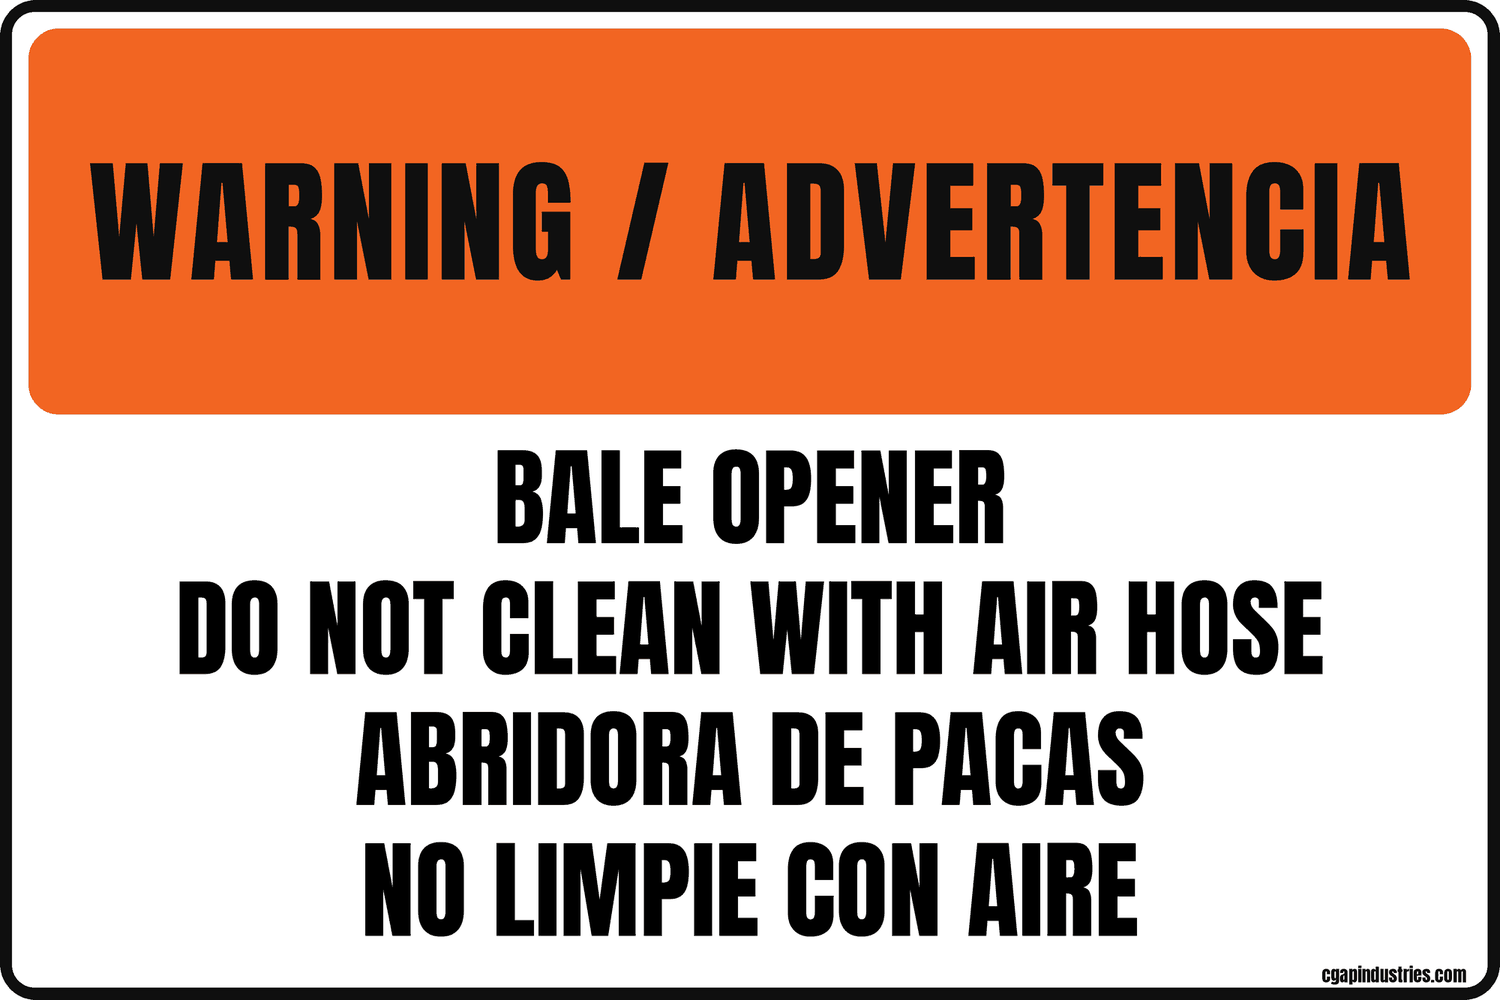 WARNING / ADVERTENCIA
BALE OPENER
DO NOT CLEAN WITH AIR HOSE
ABRIDORA DE PACAS
NO LIMPIE CON AIRE
cgapindustries.com